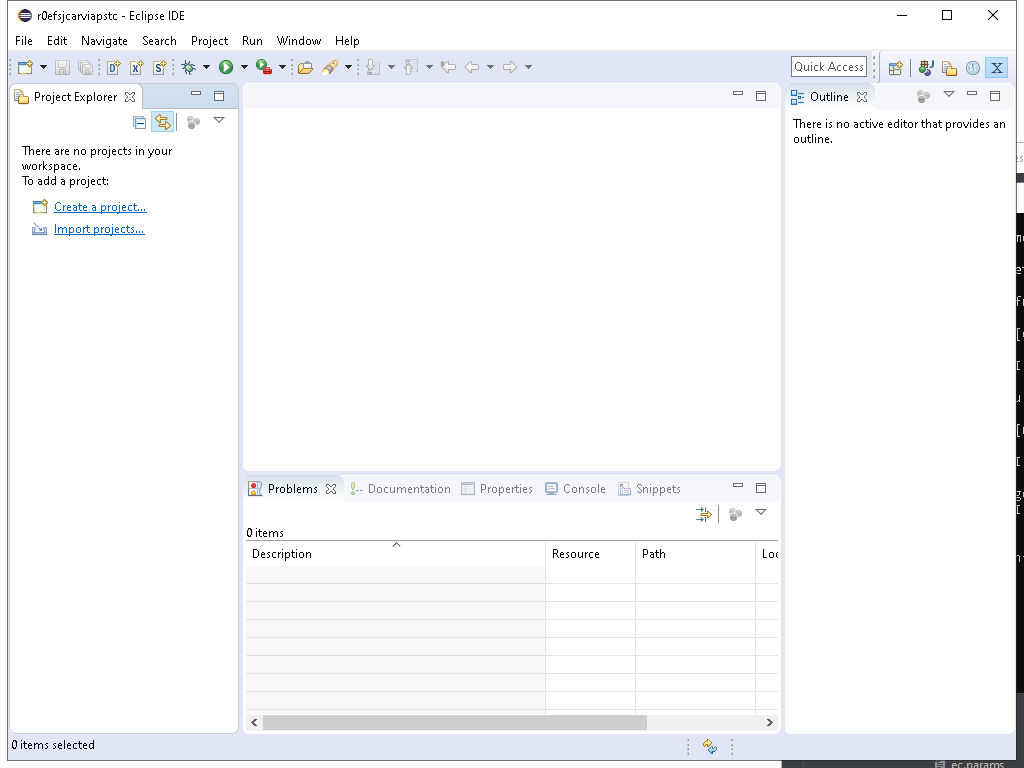 r0efsjcarviapstc - Eclipse IDE
File Edit Navigate Search Project Run Window Help
Quick Access
Project Explorer
Outline
There are no projects in your
workspace.
To add a project:
Create a project...
Import projects...
There is no active editor that provides an
outline.
Problems Documentation Properties Console Snippets
0 items
Description Resource Path
0 items selected
ec.params